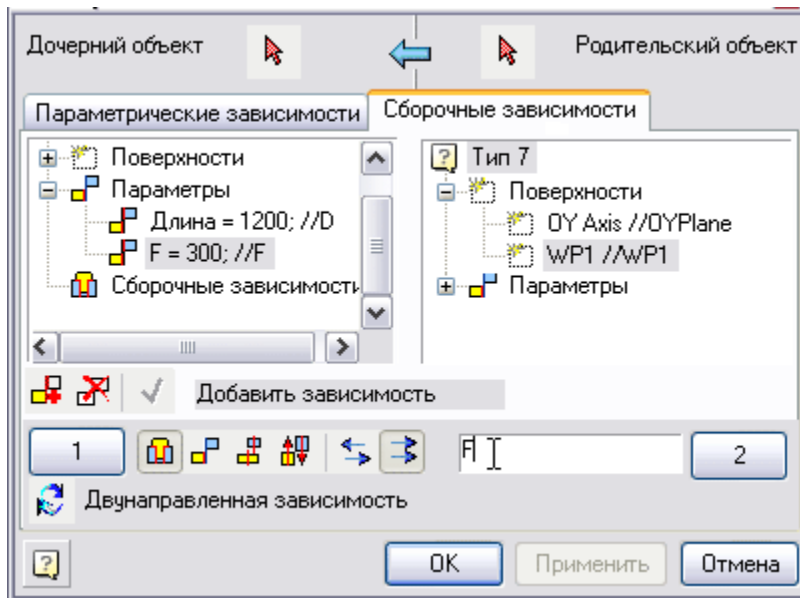 Дочерний объект
Родительский объект
Параметрические зависимости
Сборочные зависимости
Поверхности
Параметры
Длина = 1200; //D
F = 300; //F
Сборочные зависимости
Тип 7
Поверхности
OY Axis //OYPlane
WP1 //WP1
Параметры
Добавить зависимость
1
F
2
Двунаправленная зависимость
OK
Применить
Отмена